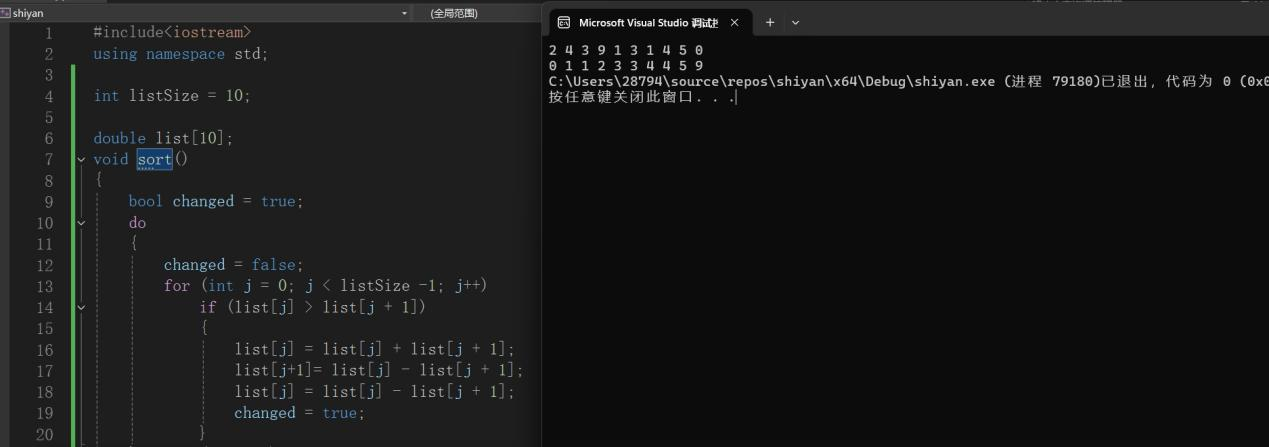 shiyan
(全局范围)
1 #include<iostream>
2 using namespace std;
3
4 int listSize = 10;
5
6 double list[10];
7 void sort()
8 {
9 bool changed = true;
10 do
11 {
12 changed = false;
13 for (int j = 0; j < listSize -1; j++)
14 if (list[j] > list[j + 1])
15 {
16 list[j] = list[j] + list[j + 1];
17 list[j+1]= list[j] - list[j + 1];
18 list[j] = list[j] - list[j + 1];
19 changed = true;
20 }
Microsoft Visual Studio 调试
2 4 3 9 1 3 1 4 5 0
0 1 1 2 3 3 4 4 5 9
C:\Users\28794\source\repos\shiyan\x64\Debug\shiyan.exe (进程 79180)已退出，代码为 0 (0x0
按任意键关闭此窗口. . .